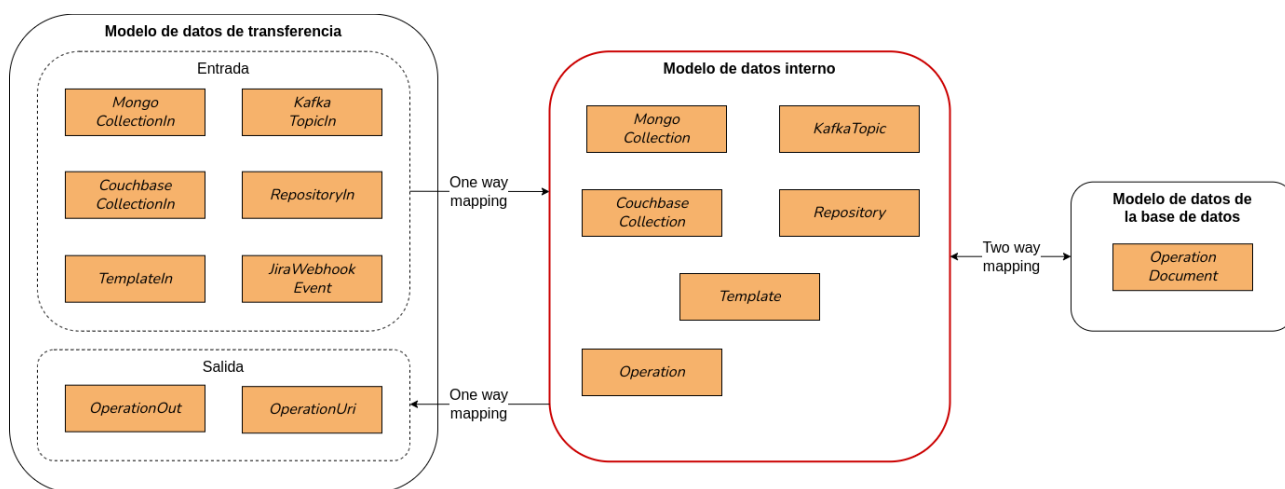 Modelo de datos de transferencia
Entrada
Mongo
CollectionIn
Kafka
TopicIn
Couchbase
CollectionIn
RepositoryIn
TemplateIn
JiraWebhook
Event
Salida
OperationOut
OperationUri
One way
mapping
One way
mapping
Modelo de datos interno
Mongo
Collection
KafkaTopic
Couchbase
Collection
Repository
Template
Operation
Two way
mapping
Modelo de datos de
la base de datos
Operation
Document